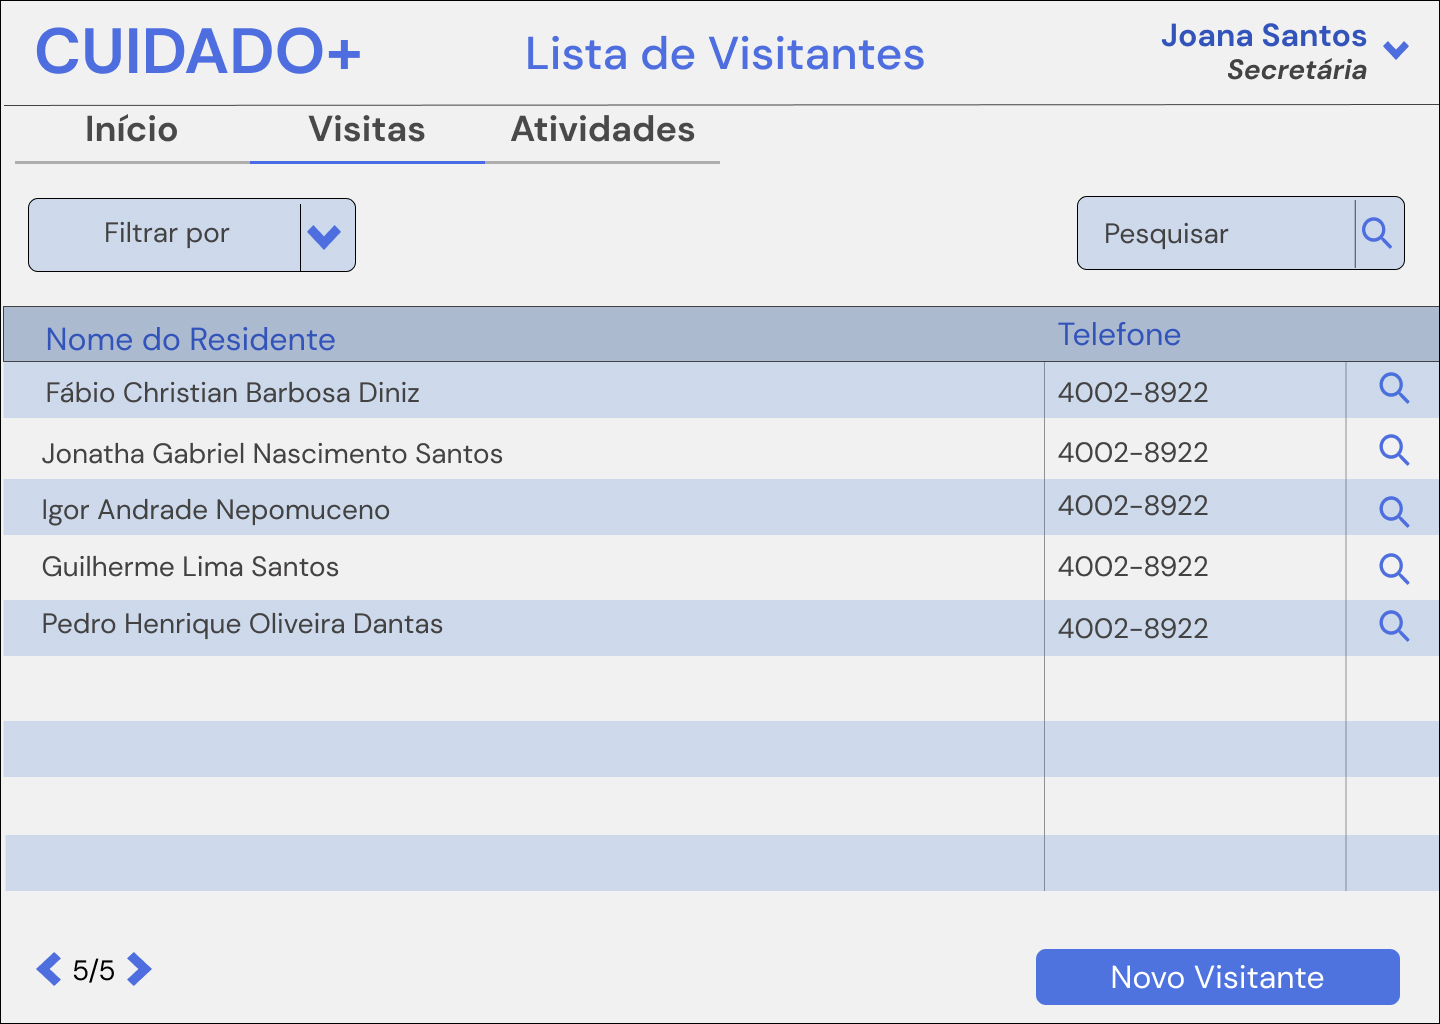 CUIDADO+
Lista de Visitantes
Joana Santos
Secretária
Início Visitas Atividades
Filtrar por
Pesquisar
Nome do Residente Telefone
Fábio Christian Barbosa Diniz 4002-8922
Jonatha Gabriel Nascimento Santos 4002-8922
Igor Andrade Nepomuceno 4002-8922
Guilherme Lima Santos 4002-8922
Pedro Henrique Oliveira Dantas 4002-8922
5/5
Novo Visitante